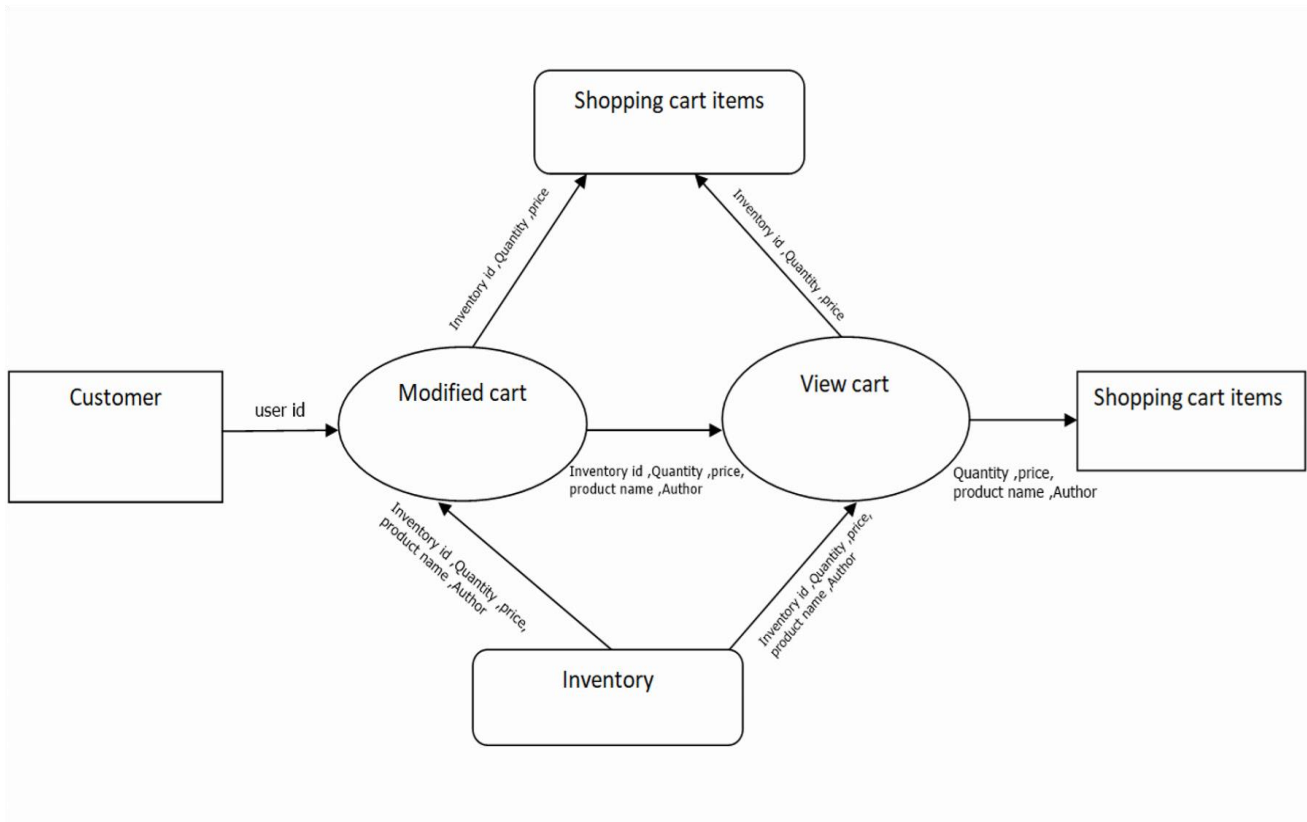 Shopping cart items
Inventory id ,Quantity ,price
Inventory id ,Quantity ,price
Customer
user id
Modified cart
View cart
Shopping cart items
Inventory id ,Quantity ,price,
product name ,Author
Quantity ,price,
product name ,Author
Inventory id ,Quantity ,price,
product name ,Author
Inventory id ,Quantity ,price,
product name ,Author
Inventory